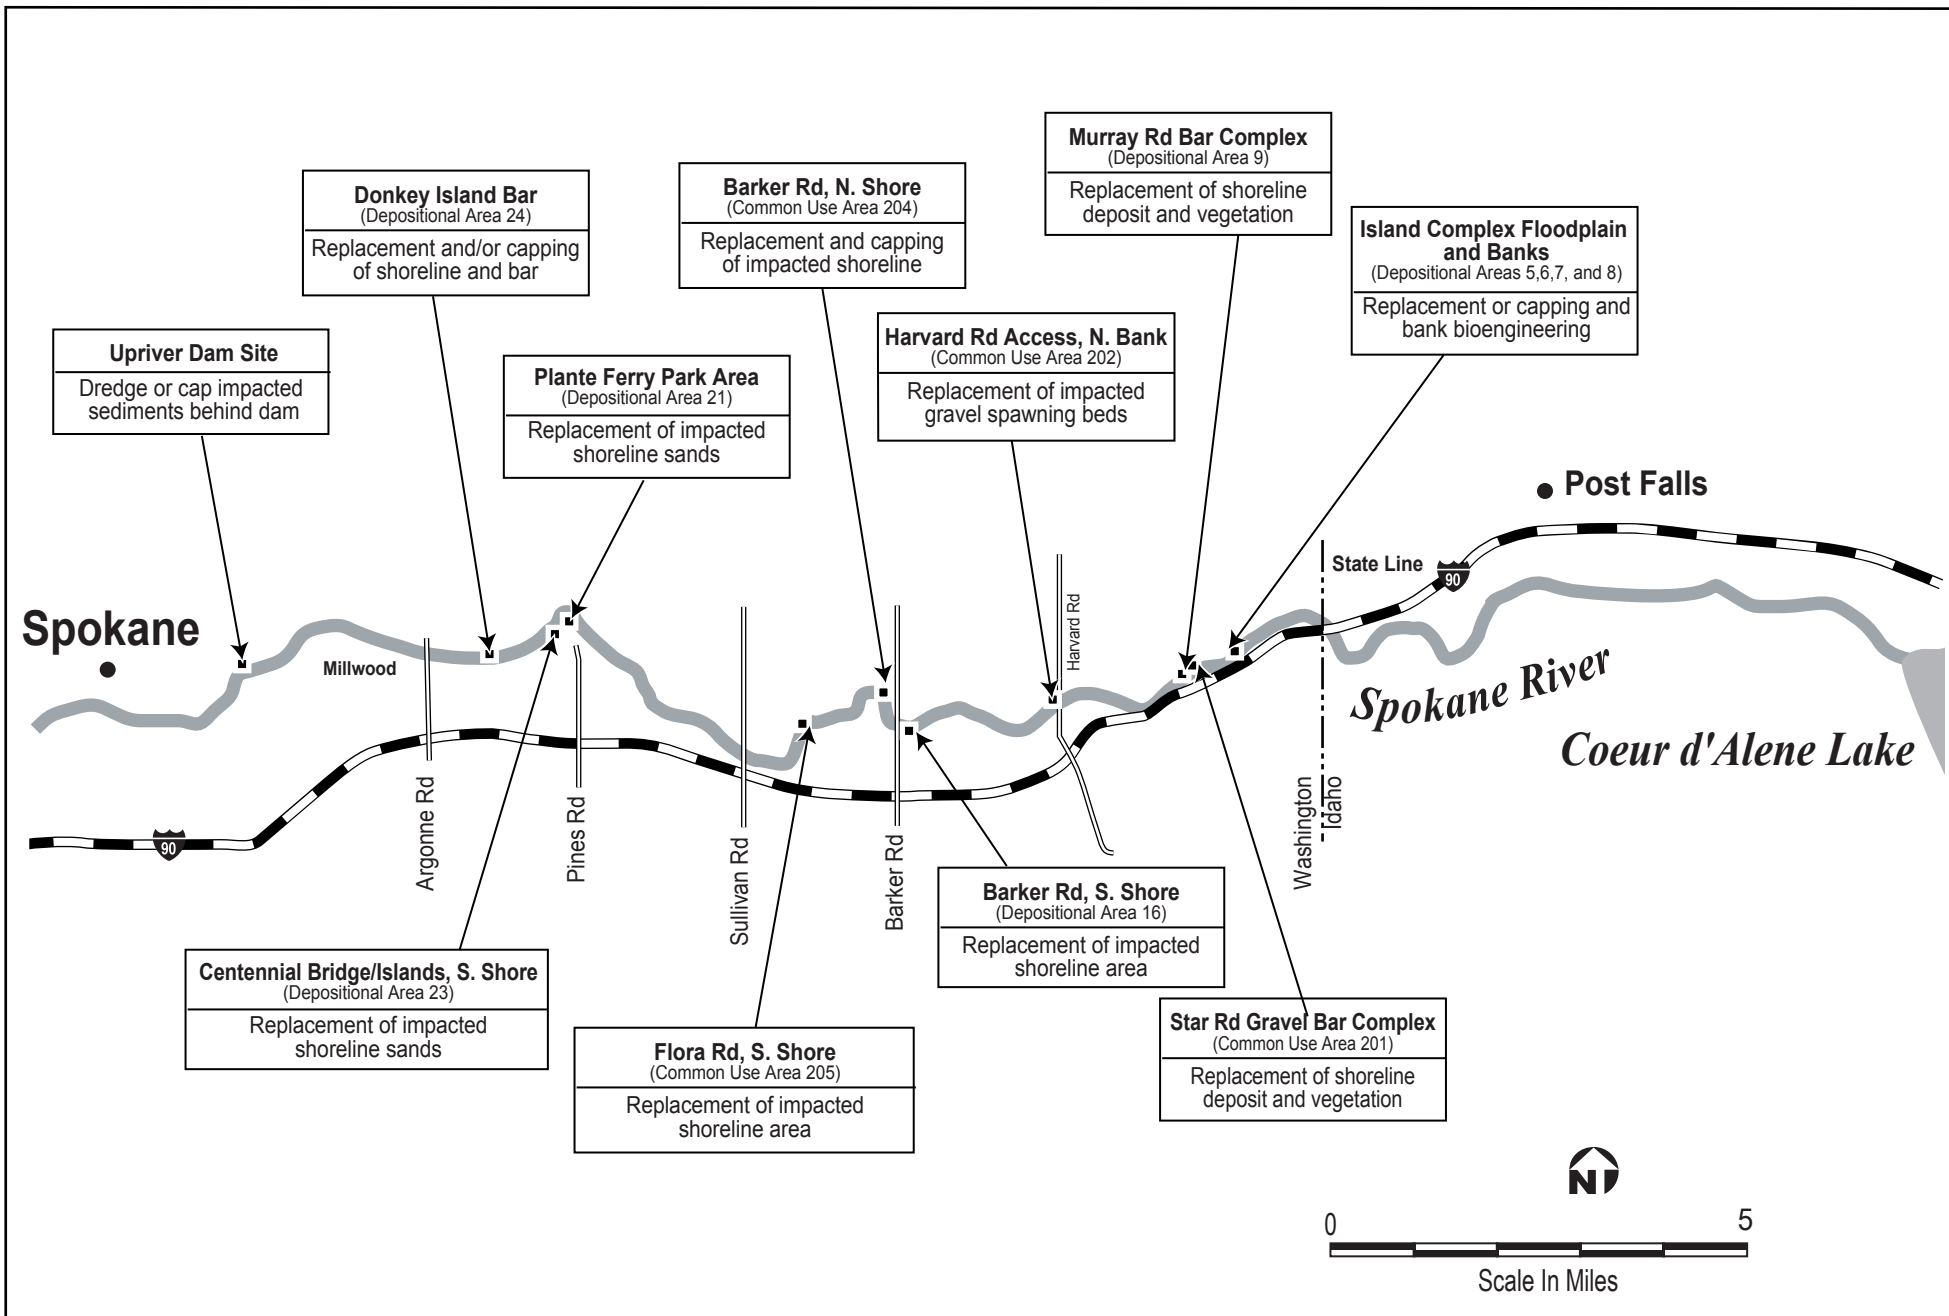 Murray Rd Bar Complex
(Depositional Area 9)
Replacement of shoreline
deposit and vegetation
Donkey Island Bar
(Depositional Area 24)
Replacement and/or capping
of shoreline and bar
Barker Rd, N. Shore
(Common Use Area 204)
Replacement and capping
of impacted shoreline
Island Complex Floodplain
and Banks
(Depositional Areas 5,6,7, and 8)
Replacement or capping and
bank bioengineering
Upriver Dam Site
Dredge or cap impacted
sediments behind dam
Plante Ferry Park Area
(Depositional Area 21)
Replacement of impacted
shoreline sands
Harvard Rd Access, N. Bank
(Common Use Area 202)
Replacement of impacted
gravel spawning beds
Post Falls
State Line
90
Spokane
Millwood
Harvard Rd
Spokane River
Coeur d'Alene Lake
Washington
Idaho
90
Argonne Rd
Pines Rd
Sullivan Rd
Barker Rd
Barker Rd, S. Shore
(Depositional Area 16)
Replacement of impacted
shoreline area
Centennial Bridge/Islands, S. Shore
(Depositional Area 23)
Replacement of impacted
shoreline sands
Flora Rd, S. Shore
(Common Use Area 205)
Replacement of impacted
shoreline area
Star Rd Gravel Bar Complex
(Common Use Area 201)
Replacement of shoreline
deposit and vegetation
N
0 5
Scale In Miles